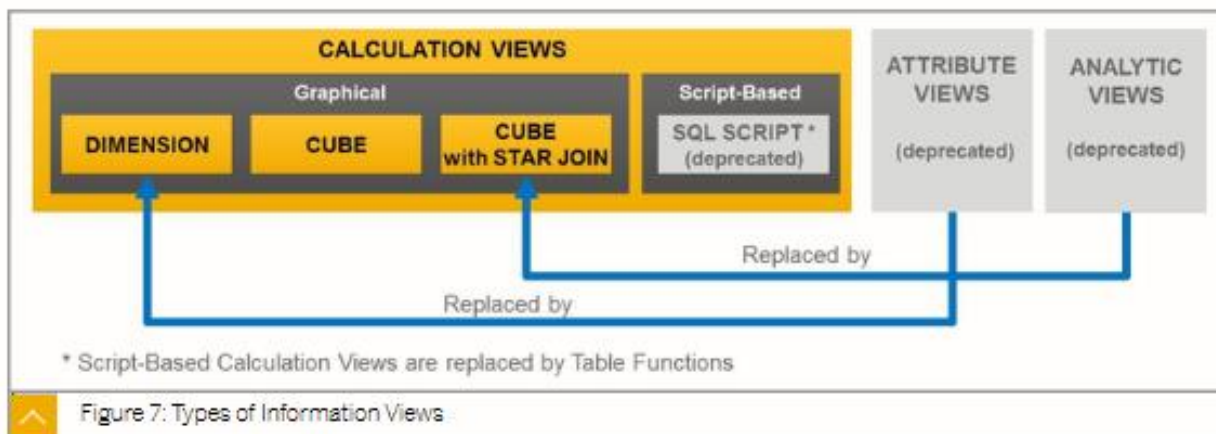 CALCULATION VIEWS
Graphical
DIMENSION
CUBE
CUBE
with STAR JOIN
Script-Based
SQL SCRIPT *
(deprecated)
ATTRIBUTE
VIEWS
(deprecated)
ANALYTIC
VIEWS
(deprecated)
Replaced by
Replaced by
* Script-Based Calculation Views are replaced by Table Functions
Figure 7: Types of Information Views